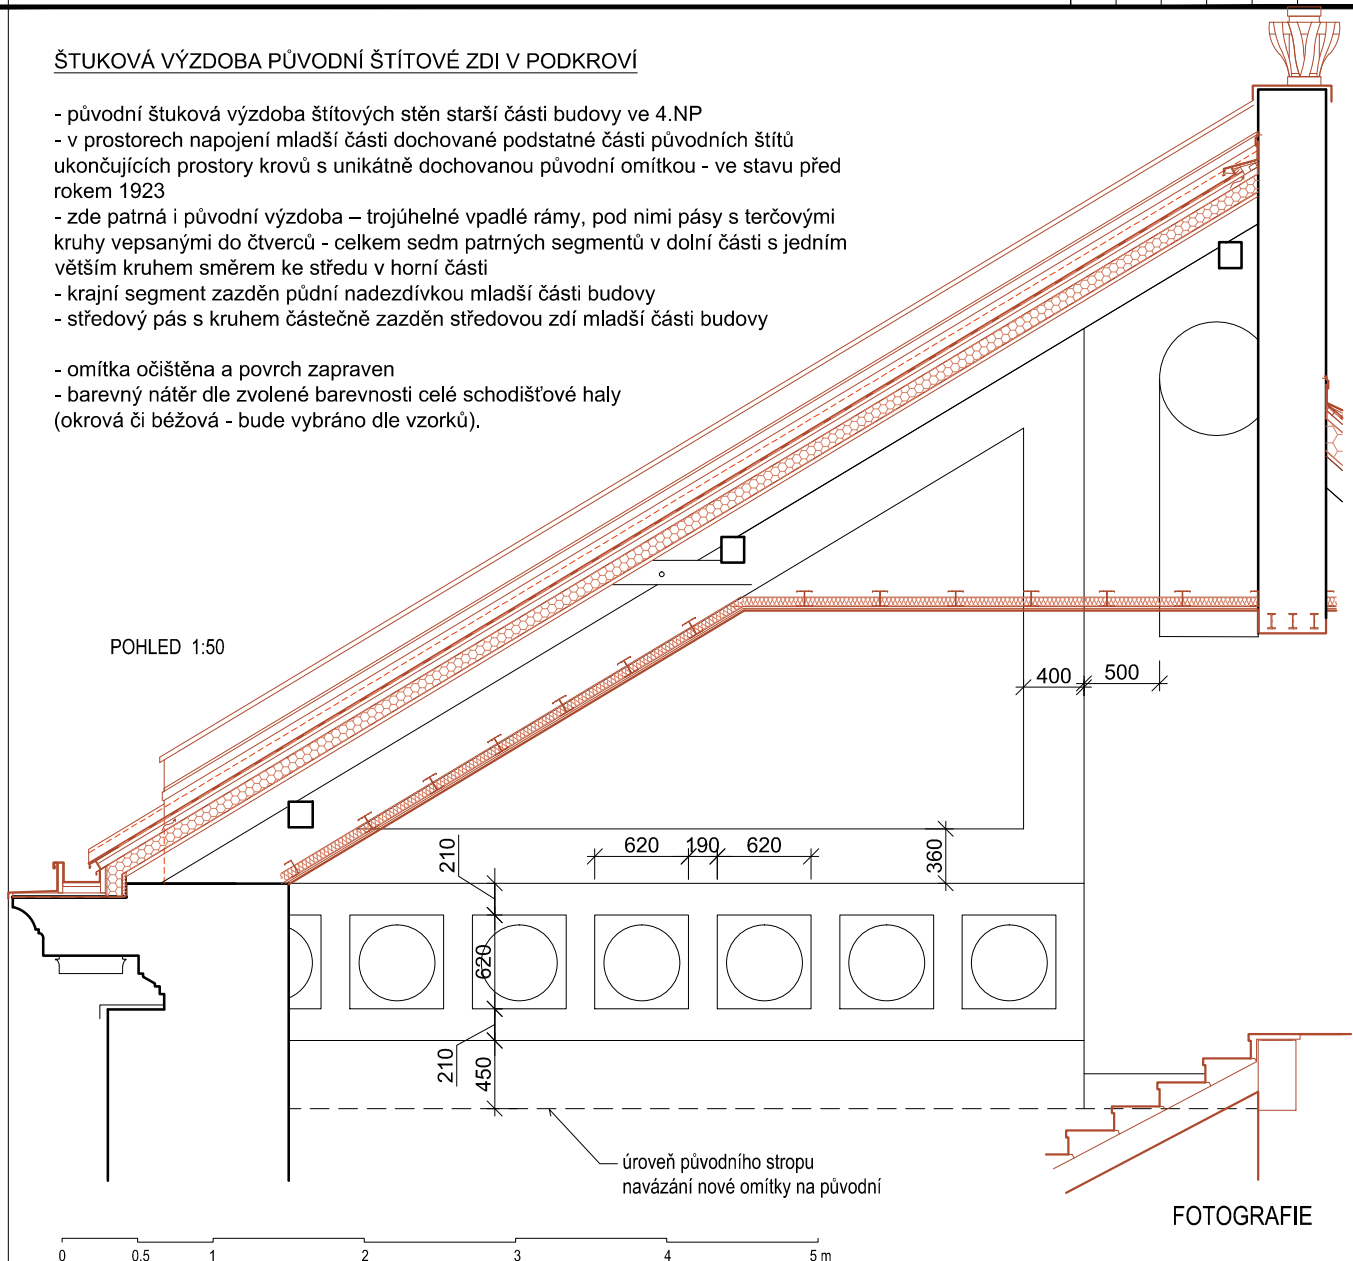 ŠTUKOVÁ VÝZDOBA PŮVODNÍ ŠTÍTOVÉ ZDI V PODKROVÍ
- původní štuková výzdoba štítových stěn starší části budovy ve 4.NP
- v prostorech napojení mladší části dochované podstatné části původních štítů
ukončujících prostory krovů s unikátně dochovanou původní omítkou - ve stavu před
rokem 1923
- zde patrná i původní výzdoba – trojúhelné vpadlé rámy, pod nimi pásy s terčovými
kruhy vepsanými do čtverců - celkem sedm patrných segmentů v dolní části s jedním
větším kruhem směrem ke středu v horní části
- krajní segment zazděn půdní nadezdívkou mladší části budovy
- středový pás s kruhem částečně zazděn středovou zdí mladší části budovy
- omítka očištěna a povrch zapraven
- barevný nátěr dle zvolené barevnosti celé schodišťové haly
(okrová či béžová - bude vybráno dle vzorků).
POHLED 1:50
400 500
210 620 190 620 360
620
210 450
úroveň původního stropu
navázání nové omítky na původní
FOTOGRAFIE
0 0.5 1 2 3 4 5 m